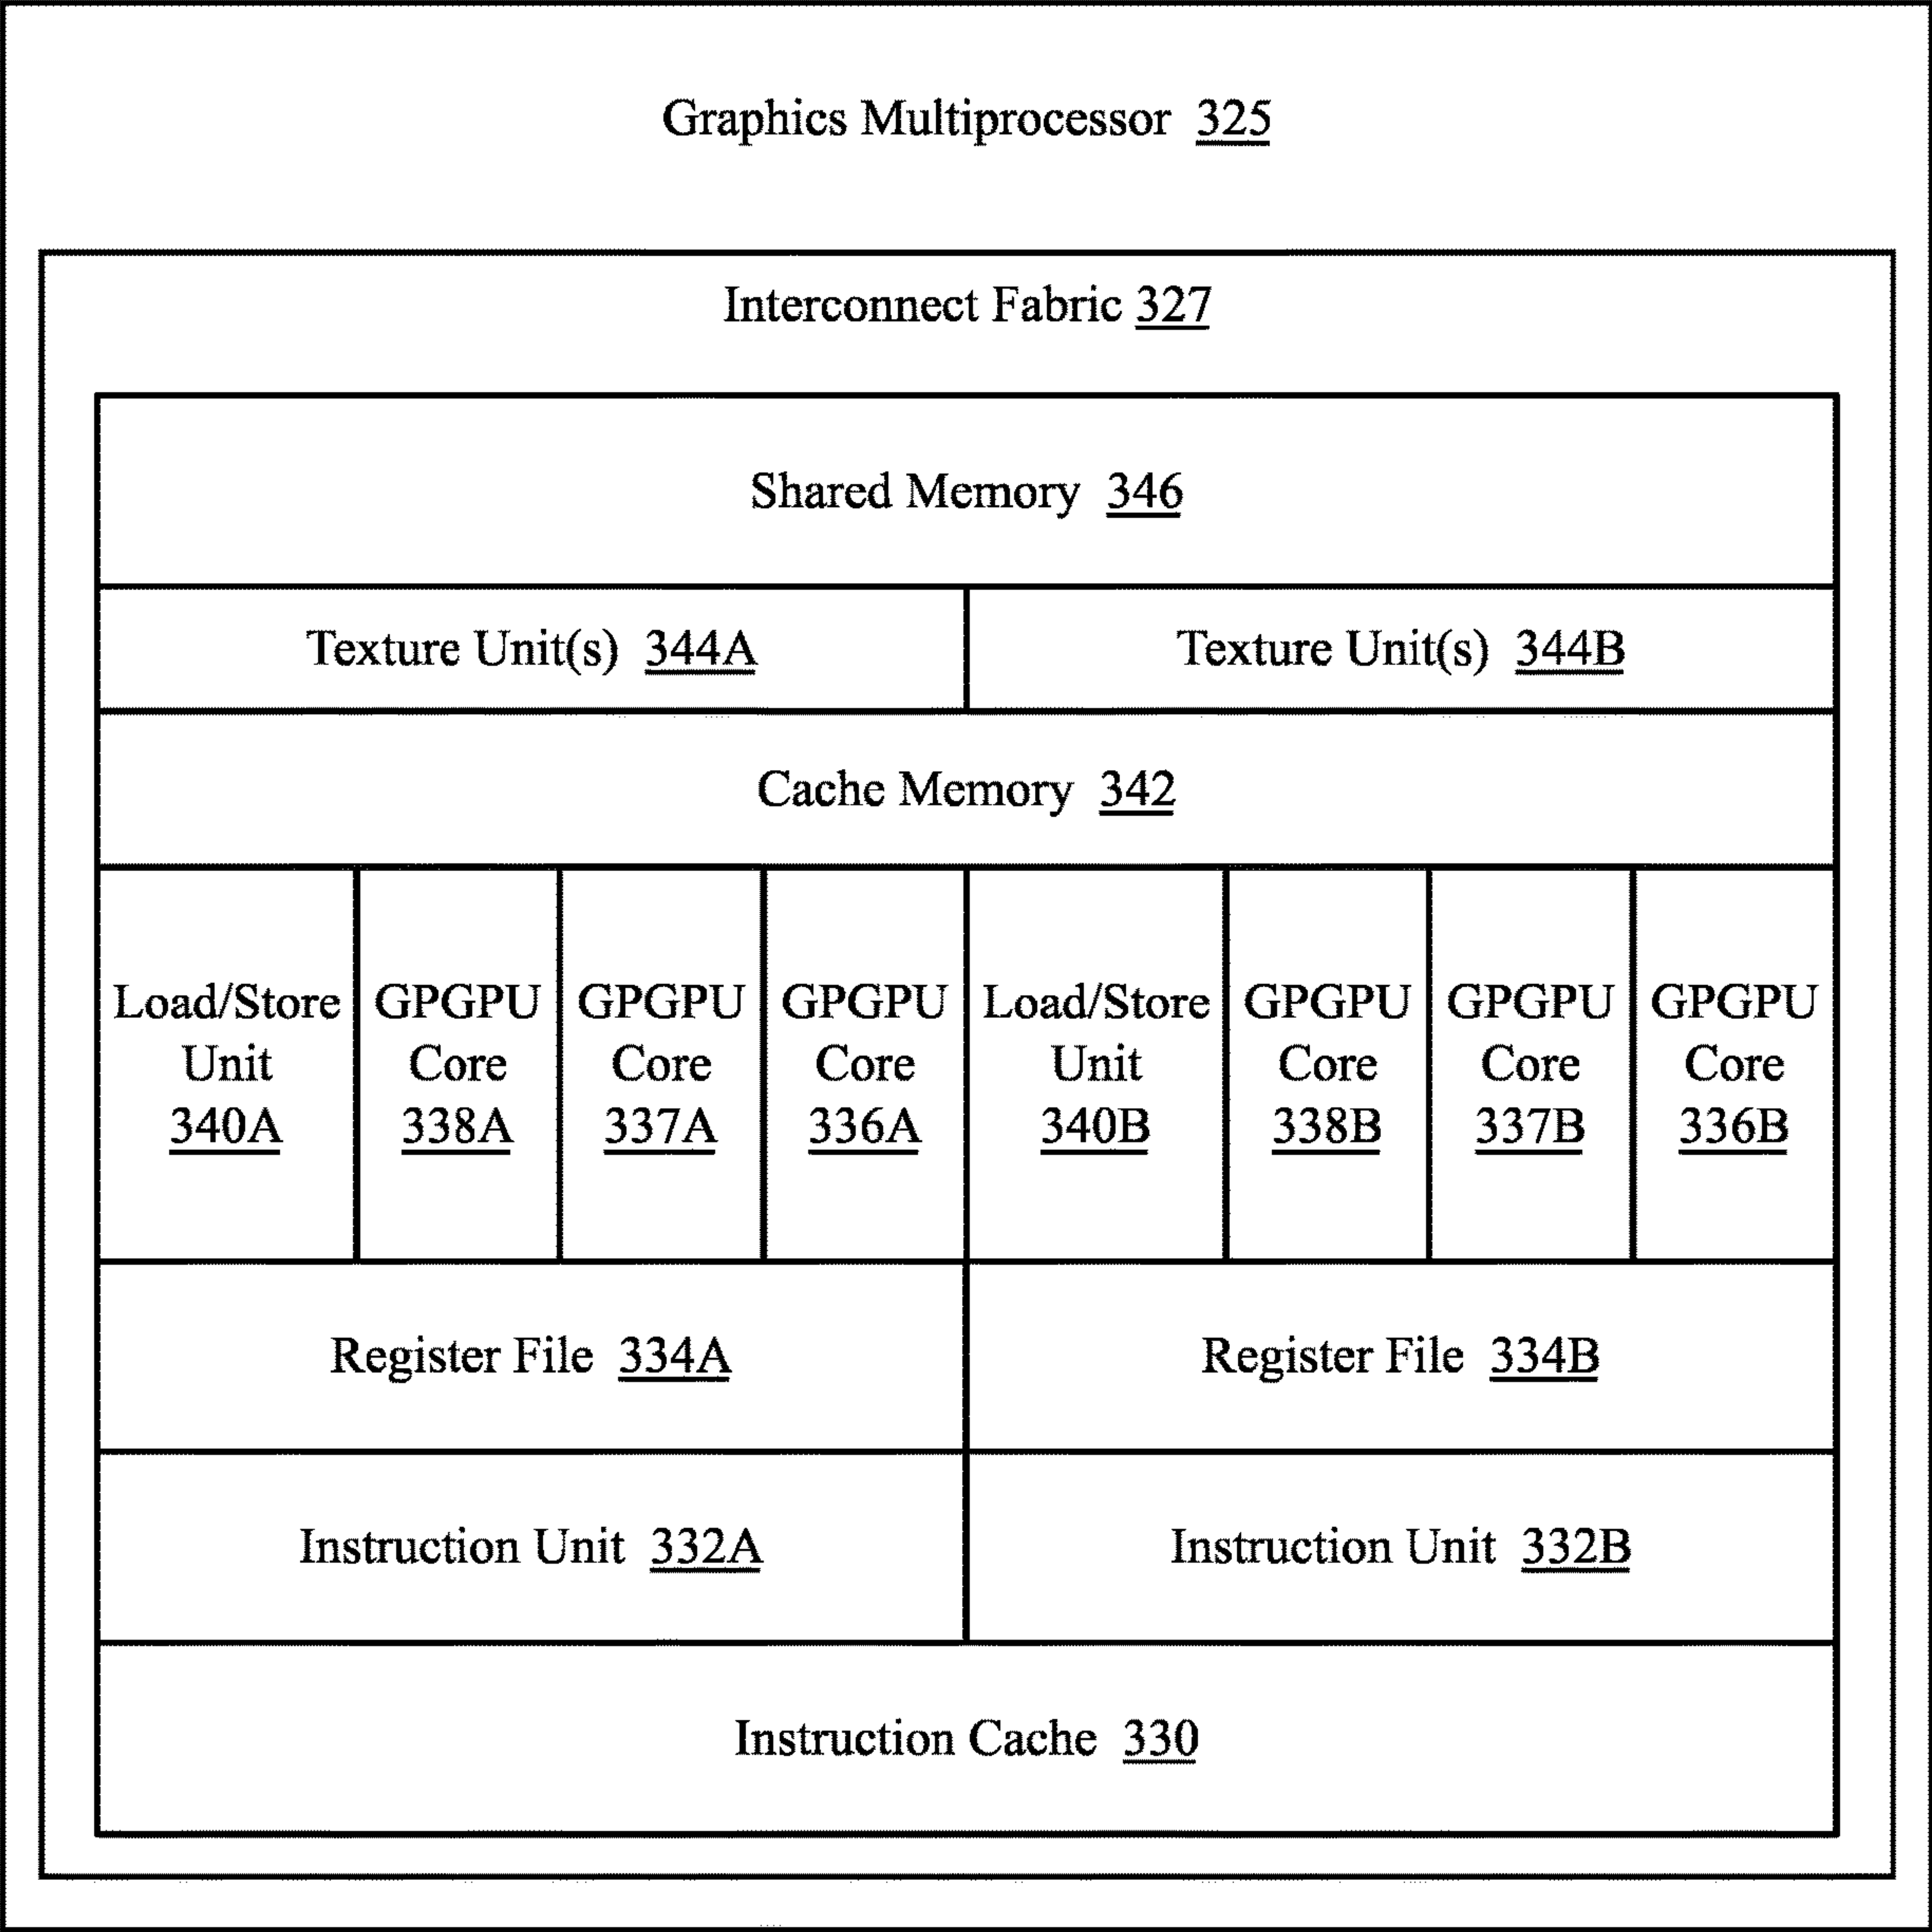 Graphics Multiprocessor 325
Interconnect Fabric 327
Shared Memory 346
Texture Unit(s) 344A
Texture Unit(s) 344B
Cache Memory 342
Load/Store
Unit
340A
GPGPU
Core
338A
GPGPU
Core
337A
GPGPU
Core
336A
Load/Store
Unit
340B
GPGPU
Core
338B
GPGPU
Core
337B
GPGPU
Core
336B
Register File 334A
Register File 334B
Instruction Unit 332A
Instruction Unit 332B
Instruction Cache 330